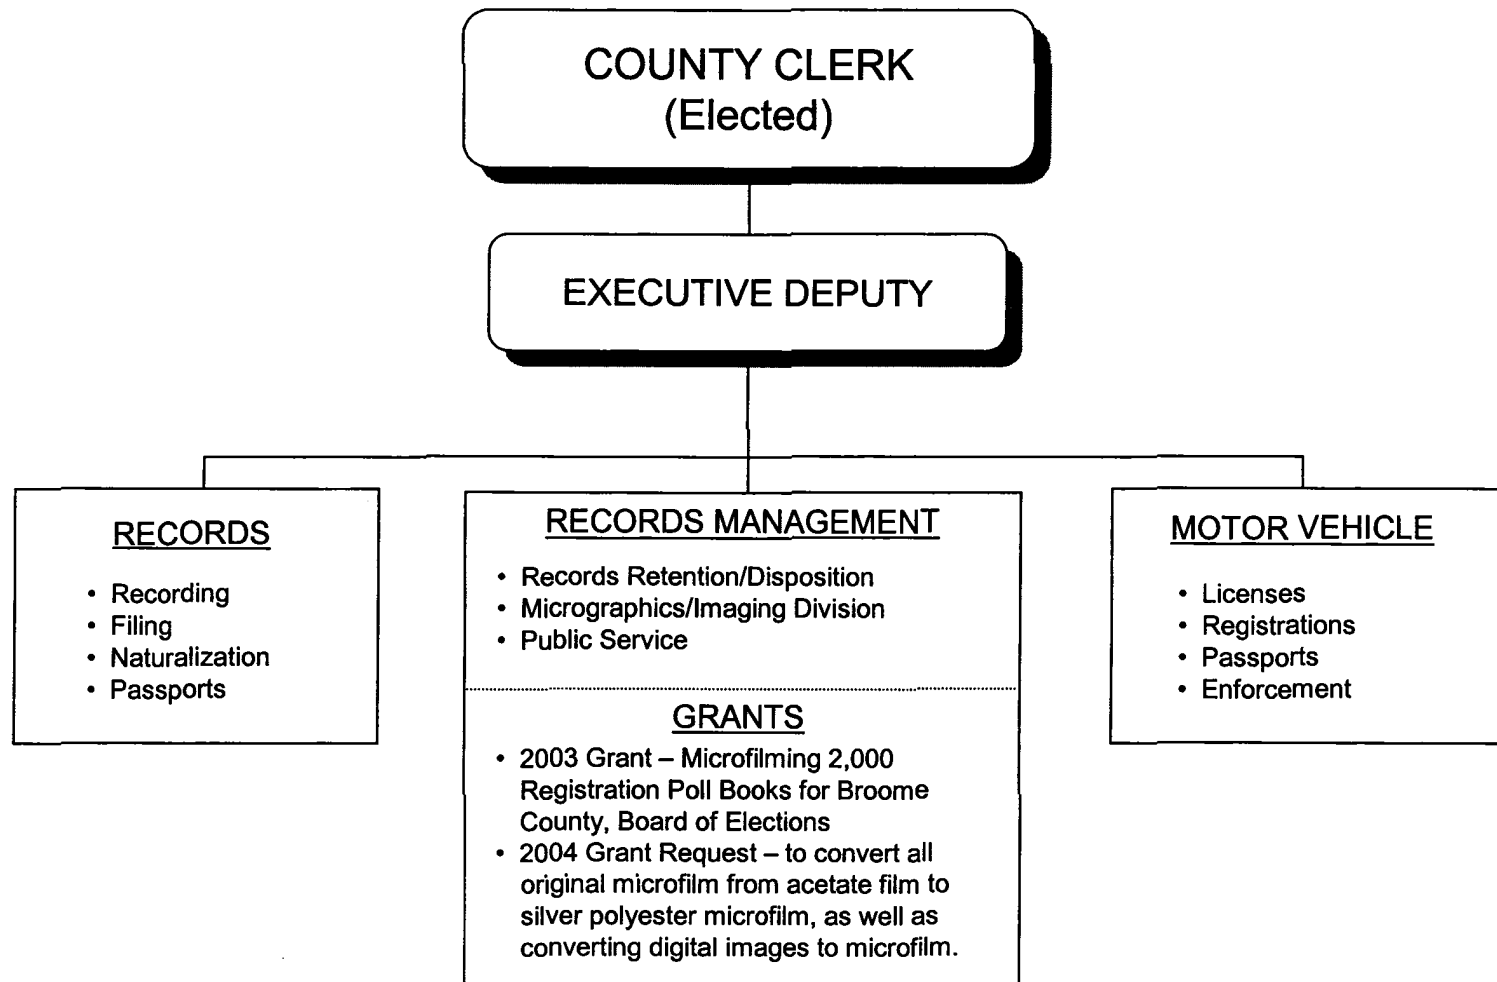 COUNTY CLERK
(Elected)
EXECUTIVE DEPUTY
RECORDS
• Recording
• Filing
• Naturalization
• Passports
RECORDS MANAGEMENT
• Records Retention/Disposition
• Micrographics/Imaging Division
• Public Service
GRANTS
• 2003 Grant – Microfilming 2,000
Registration Poll Books for Broome
County, Board of Elections
• 2004 Grant Request – to convert all
original microfilm from acetate film to
silver polyester microfilm, as well as
converting digital images to microfilm.
MOTOR VEHICLE
• Licenses
• Registrations
• Passports
• Enforcement